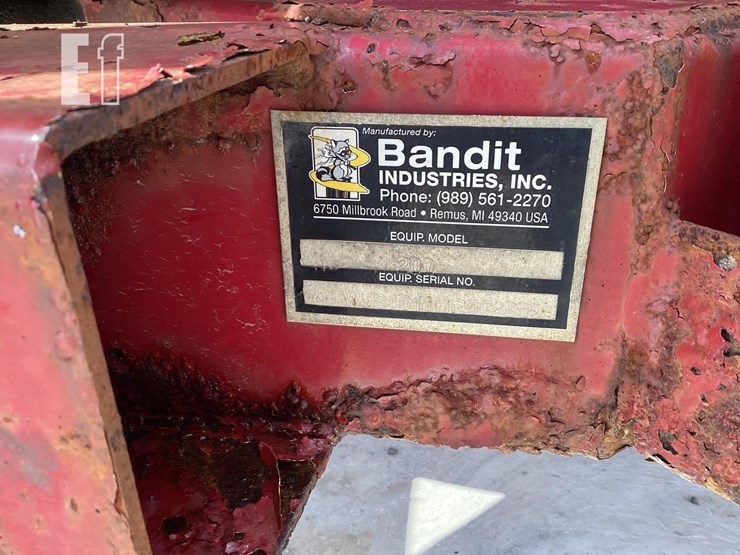 Ef
Manufactured by:
Bandit
INDUSTRIES, INC.
Phone: (989) 561-2270
6750 Millbrook Road • Remus, MI 49340 USA
EQUIP. MODEL
EQUIP. SERIAL NO.